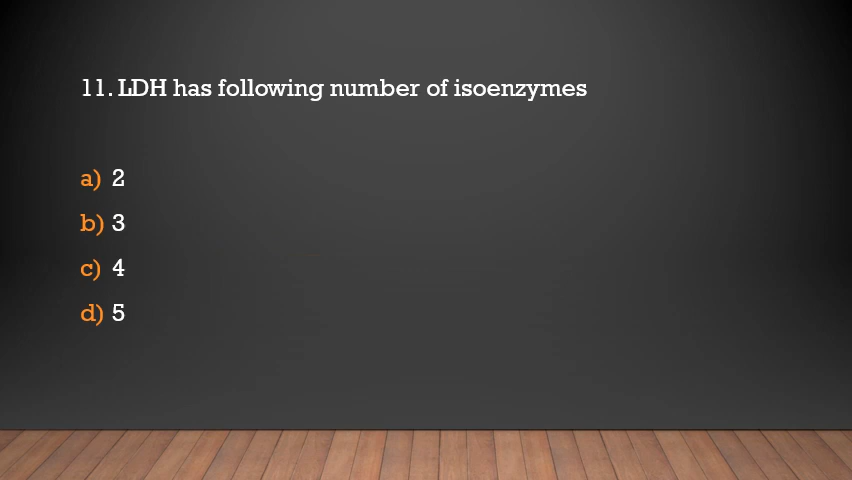 11. LDH has following number of isoenzymes
a) 2
b) 3
c) 4
d) 5